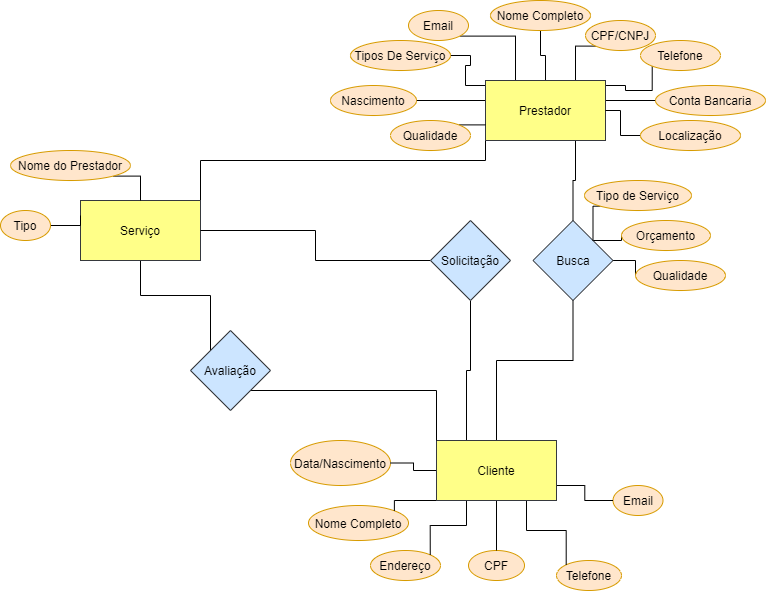 Nome Completo
Email
CPF/CNPJ
Tipos De Serviço
Telefone
Nascimento
Conta Bancaria
Prestador
Qualidade
Localização
Nome do Prestador
Tipo de Serviço
Tipo
Serviço
Orçamento
Solicitação
Busca
Qualidade
Avaliação
Data/Nascimento
Cliente
Email
Nome Completo
Endereço
CPF
Telefone